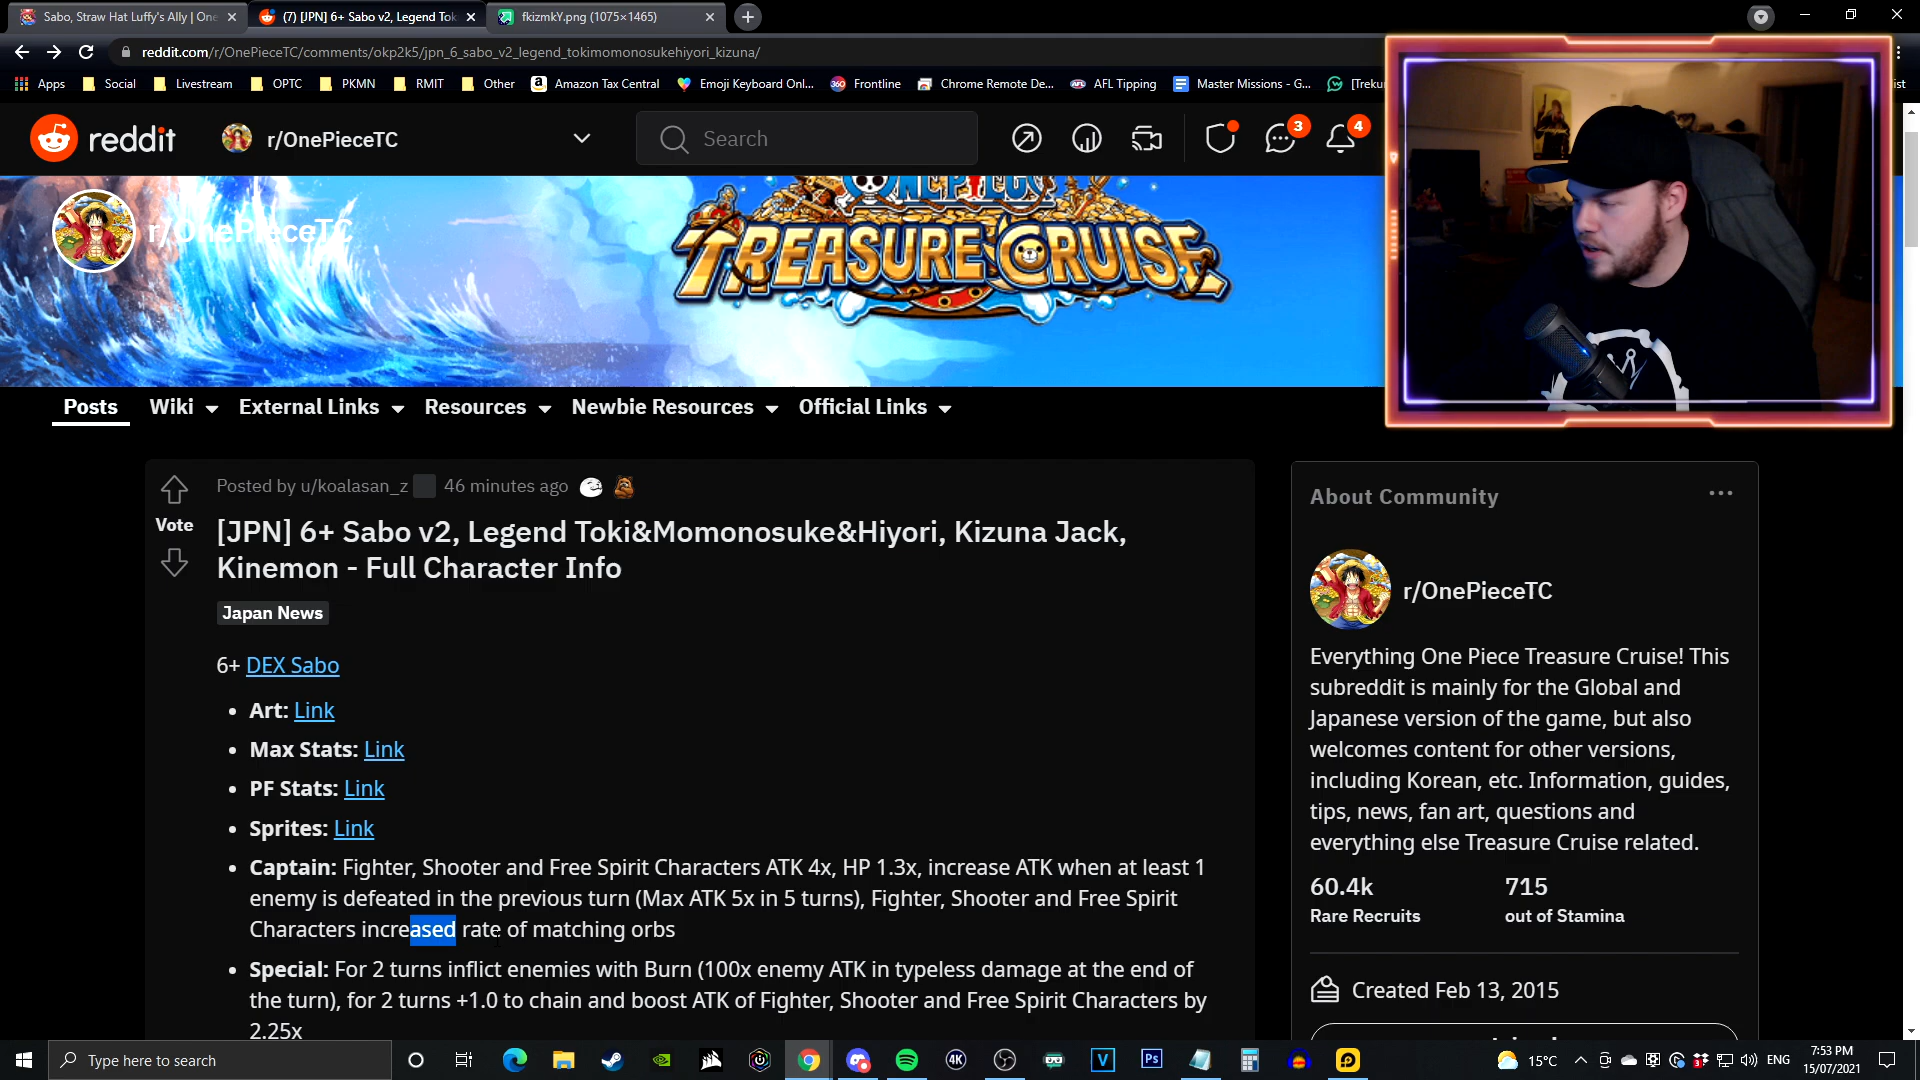 Sabo, Straw Hat Luffy's Ally | One
(7) [JPN] 6+ Sabo v2, Legend Tok
fkizmkY.png (1075×1465)
reddit.com/r/OnePieceTC/comments/okp2k5/jpn_6_sabo_v2_legend_tokimomonosukehiyori_kizuna/
Apps Social Livestream OPTC PKMN RMIT Other Amazon Tax Central Emoji Keyboard Onl... Frontline Chrome Remote De... AFL Tipping Master Missions - G... [Treku ist
reddit r/OnePieceTC Search 3 4
r/OnePieceTC
ONE PIECE
TREASURE CRUISE
Posts Wiki External Links Resources Newbie Resources Official Links
Posted by u/koalasan_z 46 minutes ago
Vote
[JPN] 6+ Sabo v2, Legend Toki&Momonosuke&Hiyori, Kizuna Jack,
Kinemon - Full Character Info
Japan News
6+ DEX Sabo
• Art: Link
• Max Stats: Link
• PF Stats: Link
• Sprites: Link
• Captain: Fighter, Shooter and Free Spirit Characters ATK 4x, HP 1.3x, increase ATK when at least 1
enemy is defeated in the previous turn (Max ATK 5x in 5 turns), Fighter, Shooter and Free Spirit
Characters increased rate of matching orbs
• Special: For 2 turns inflict enemies with Burn (100x enemy ATK in typeless damage at the end of
the turn), for 2 turns +1.0 to chain and boost ATK of Fighter, Shooter and Free Spirit Characters by
2.25x
About Community
r/OnePieceTC
Everything One Piece Treasure Cruise! This
subreddit is mainly for the Global and
Japanese version of the game, but also
welcomes content for other versions,
including Korean, etc. Information, guides,
tips, news, fan art, questions and
everything else Treasure Cruise related.
60.4k 715
Rare Recruits out of Stamina
Created Feb 13, 2015
Type here to search
4K V Ps
15°C ENG 7:53 PM
15/07/2021